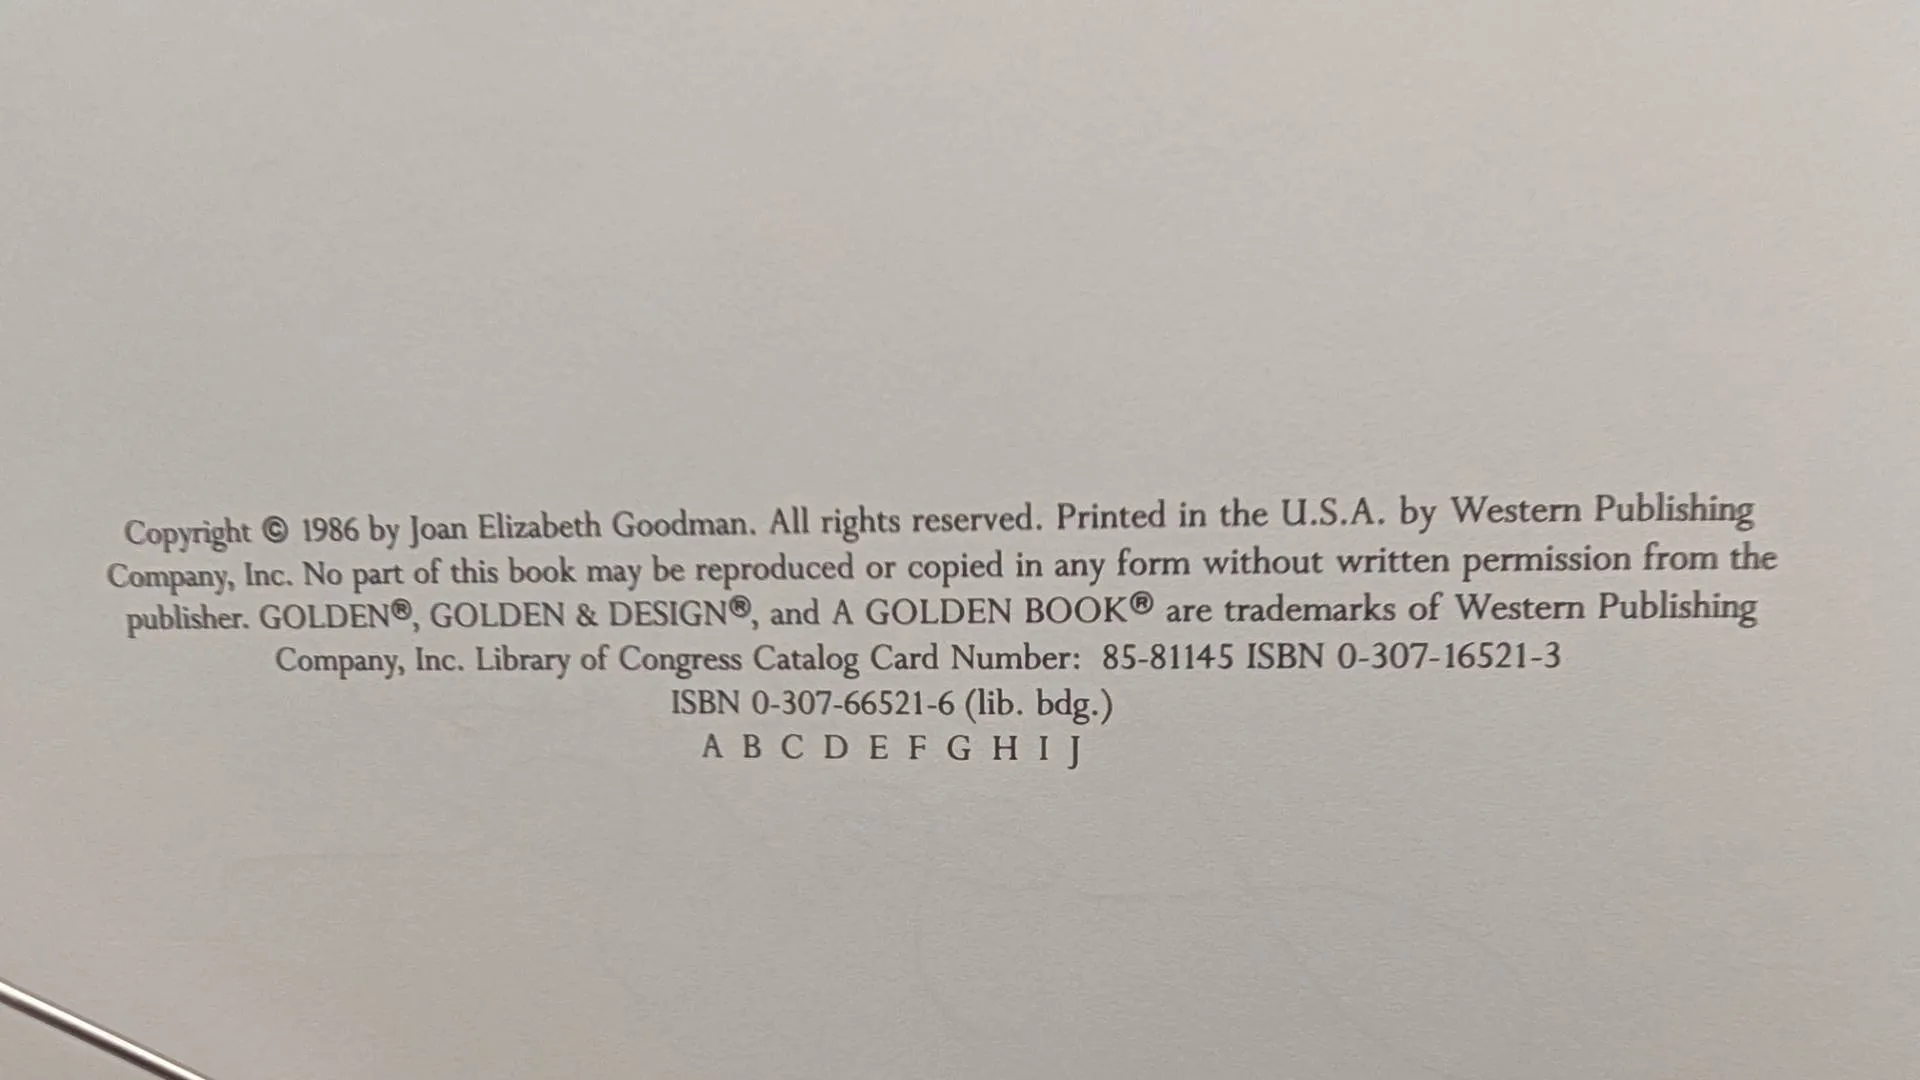 Copyright © 1986 by Joan Elizabeth Goodman. All rights reserved. Printed in the U.S.A. by Western Publishing
Company, Inc. No part of this book may be reproduced or copied in any form without written permission from the
publisher. GOLDEN®, GOLDEN & DESIGN®, and A GOLDEN BOOK® are trademarks of Western Publishing
Company, Inc. Library of Congress Catalog Card Number: 85-81145 ISBN 0-307-16521-3
ISBN 0-307-66521-6 (lib. bdg.)
A B C D E F G H I J